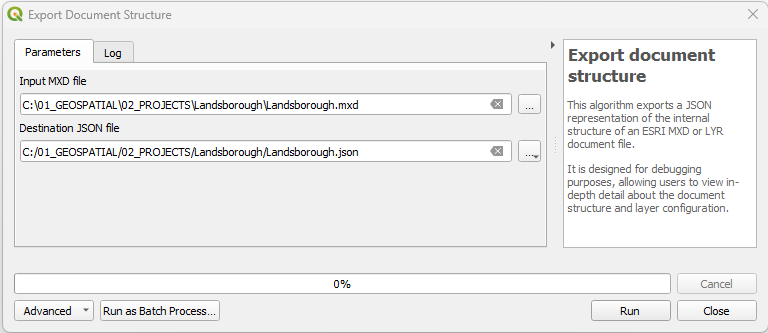 Export Document Structure
Parameters
Log
Input MXD file
C:\01_GEOSPATIAL\02_PROJECTS\Landsborough\Landsborough.mxd
...
Destination JSON file
C:/01_GEOSPATIAL/02_PROJECTS/Landsborough/Landsborough.json
...
Export document
structure
This algorithm exports a JSON
representation of the internal
structure of an ESRI MXD or LYR
document file.
It is designed for debugging
purposes, allowing users to view in-
depth detail about the document
structure and layer configuration.
0%
Cancel
Advanced
Run as Batch Process...
Run
Close